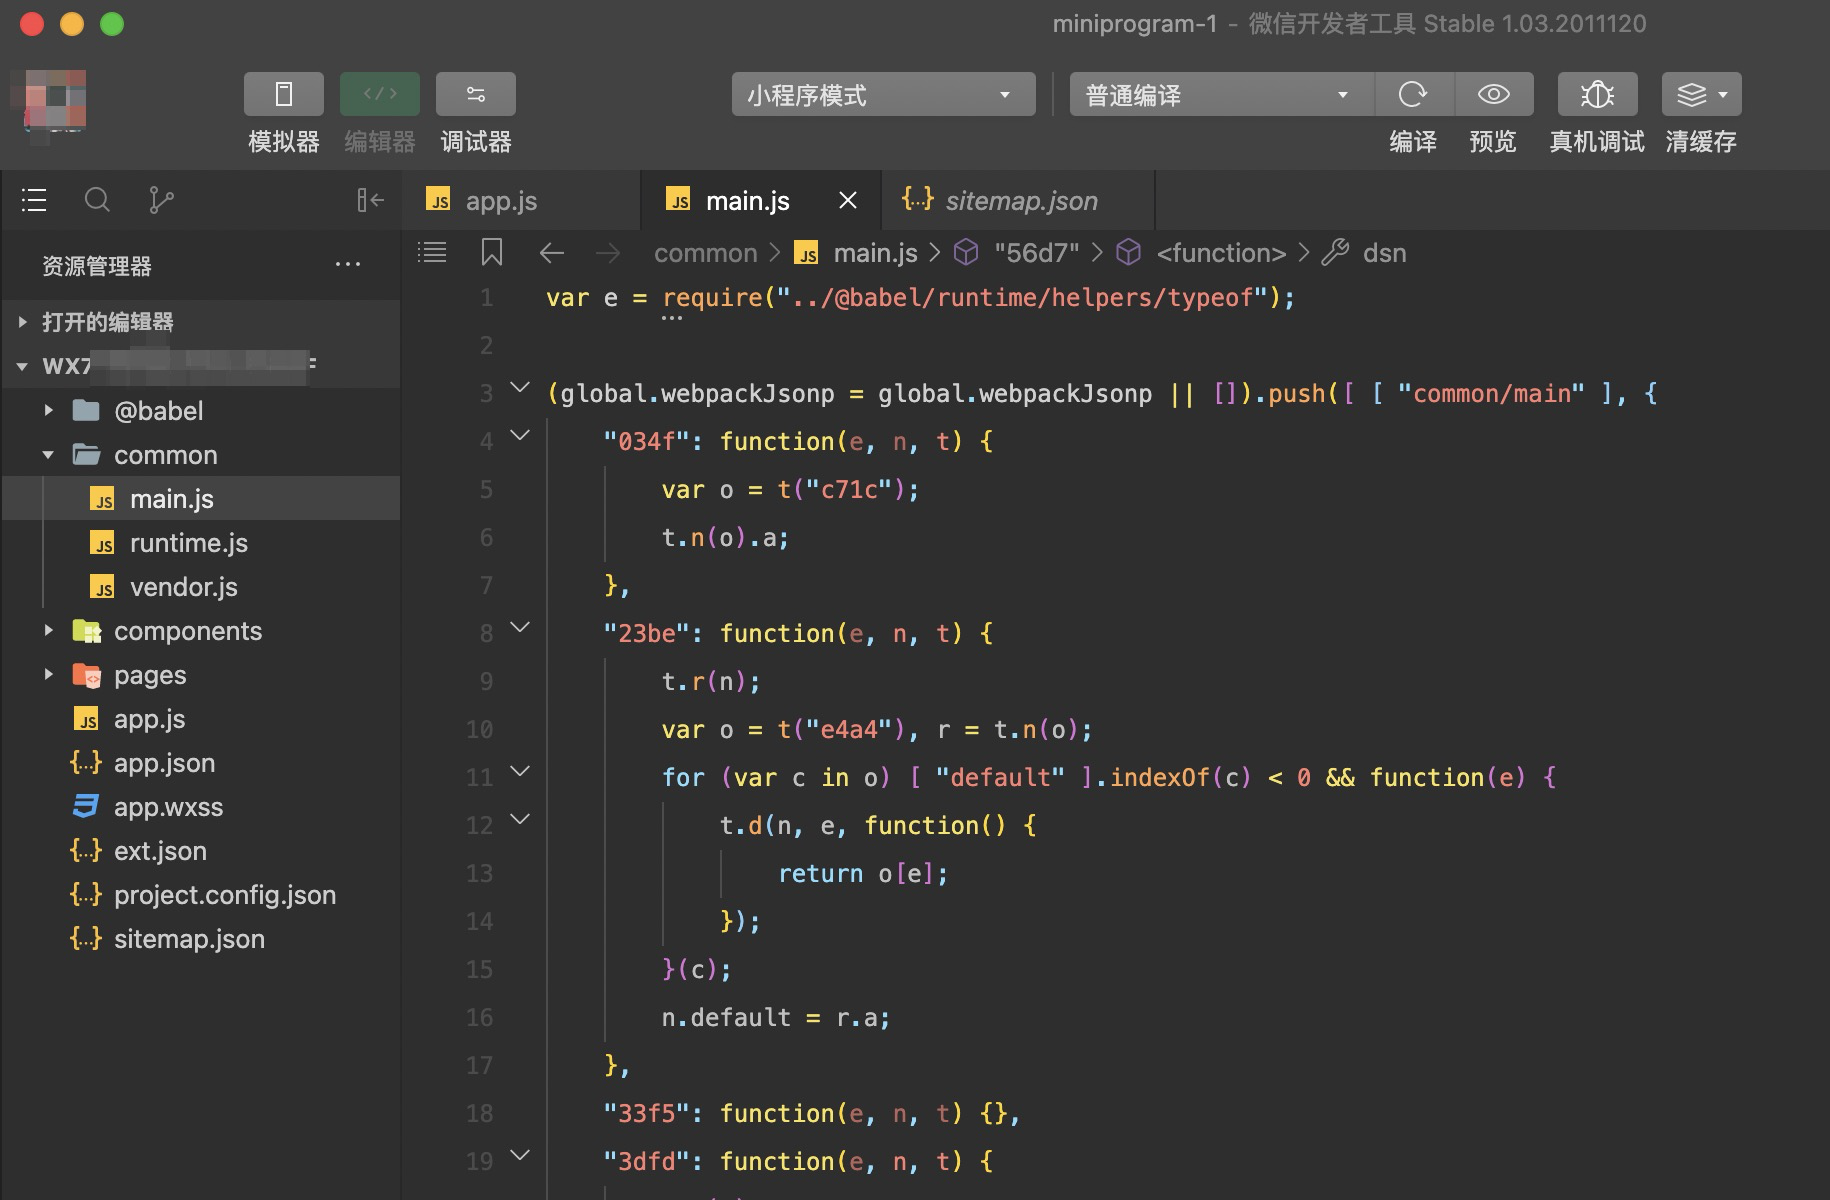 miniprogram-1 - 微信开发者工具 Stable 1.03.2011120
模拟器 编辑器 调试器
小程序模式
普通编译
编译 预览 真机调试 清缓存
JS app.js
JS main.js
{..} sitemap.json
资源管理器 ...
打开的编辑器
WX7
@babel
common
JS main.js
JS runtime.js
JS vendor.js
components
pages
JS app.js
{..} app.json
app.wxss
{..} ext.json
{..} project.config.json
{..} sitemap.json
common > JS main.js > "56d7" > <function> > dsn
1 var e = require("../@babel/runtime/helpers/typeof");
2
3 (global.webpackJsonp = global.webpackJsonp || []).push([ [ "common/main" ], {
4 "034f": function(e, n, t) {
5 var o = t("c71c");
6 t.n(o).a;
7 },
8 "23be": function(e, n, t) {
9 t.r(n);
10 var o = t("e4a4"), r = t.n(o);
11 for (var c in o) [ "default" ].indexOf(c) < 0 && function(e) {
12 t.d(n, e, function() {
13 return o[e];
14 });
15 }(c);
16 n.default = r.a;
17 },
18 "33f5": function(e, n, t) {},
19 "3dfd": function(e, n, t) {